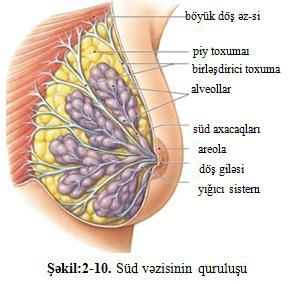 böyük döş əz-si
piy toxumaı
birləşdirici toxuma
alveollar
süd axacaqları
areola
döş giləsi
yığıcı sistern
Şəkil:2-10. Süd vəzisinin quruluşu